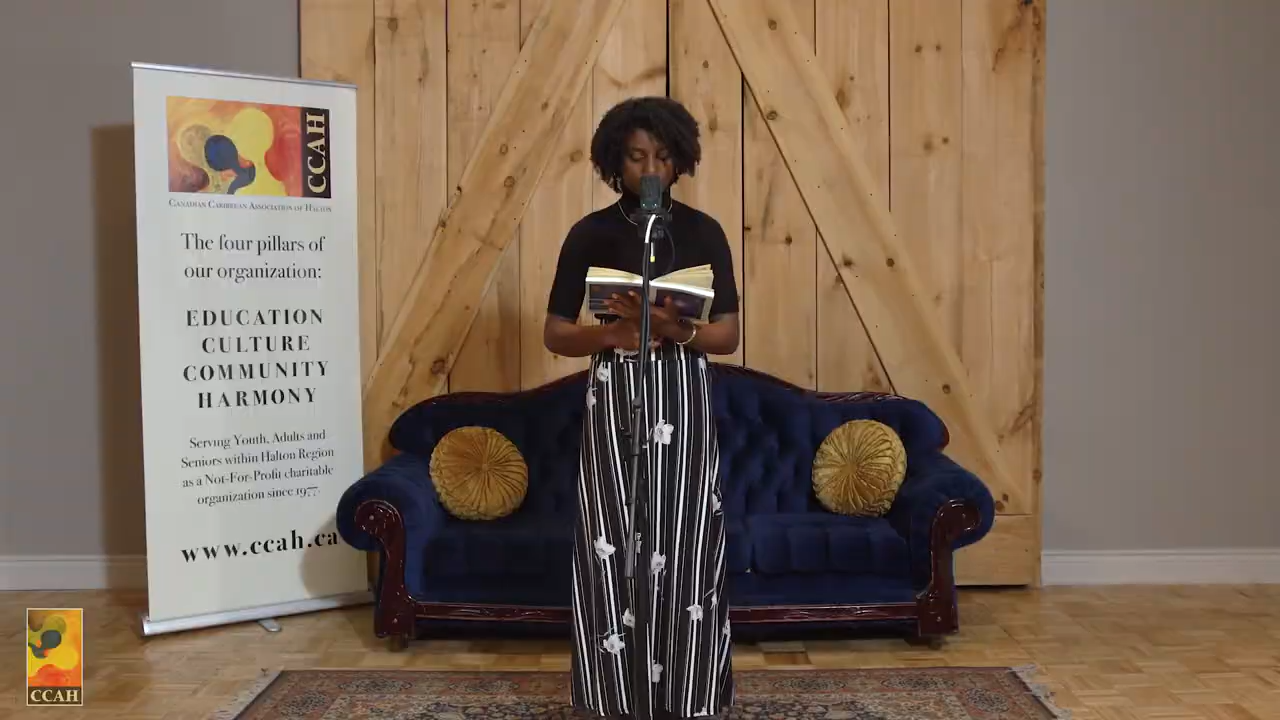 CCAH
CANADIAN CARIBBEAN ASSOCIATION OF HALTON
The four pillars of
our organization:
EDUCATION
CULTURE
COMMUNITY
HARMONY
Serving Youth, Adults and
Seniors within Halton Region
as a Not-For-Profit charitable
organization since 1977.
www.ccah.ca
CCAH